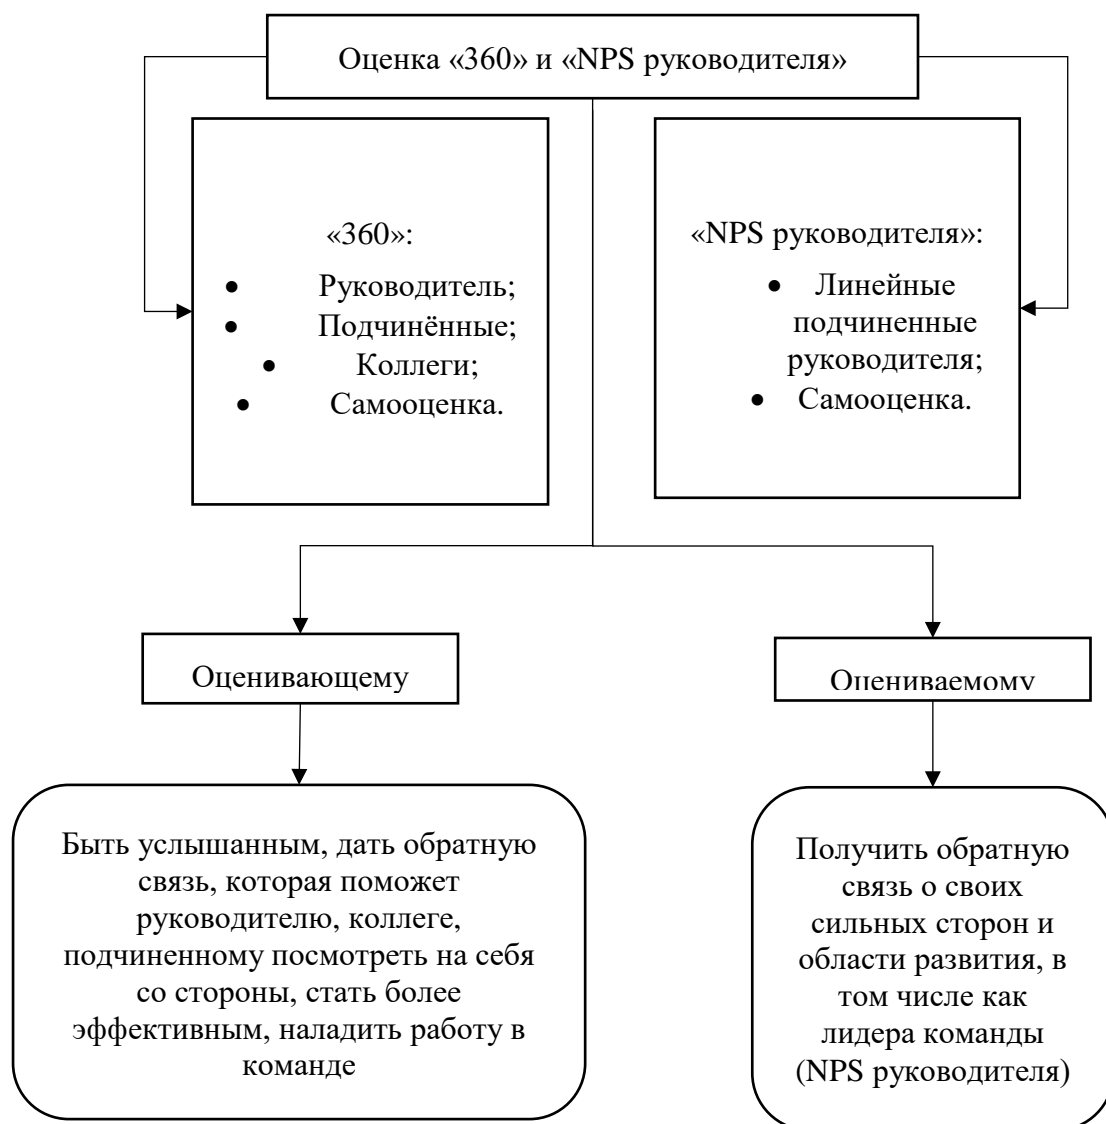 Оценка «360» и «NPS руководителя»
«360»:
• Руководитель;
• Подчинённые;
• Коллеги;
• Самооценка.
«NPS руководителя»:
• Линейные
подчиненные
руководителя;
• Самооценка.
Оценивающему
Оцениваемому
Быть услышанным, дать обратную
связь, которая поможет
руководителю, коллеге,
подчиненному посмотреть на себя
со стороны, стать более
эффективным, наладить работу в
команде
Получить обратную
связь о своих
сильных сторон и
области развития, в
том числе как
лидера команды
(NPS руководителя)